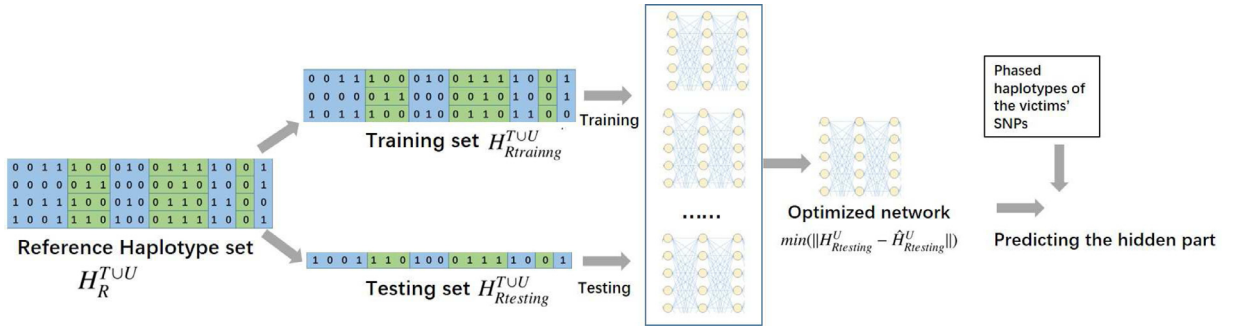 0 0 1 1 1 0 0 0 1 0 0 1 1 1 1 0 0 1
0 0 0 0 0 1 1 0 0 0 0 0 1 0 1 0 0 1
1 0 1 1 1 0 0 0 1 0 0 1 1 0 1 1 0 0
1 0 0 1 1 1 0 1 0 0 0 1 1 1 1 0 0 1
Reference Haplotype set
H_R^{T∪U}
0 0 1 1 1 0 0 0 1 0 0 1 1 1 1 0 0 1
0 0 0 0 0 1 1 0 0 0 0 0 1 0 1 0 0 1
1 0 1 1 1 0 0 0 1 0 0 1 1 0 1 1 0 0
Training set H_{Rtrainng}^{T∪U}
1 0 0 1 1 1 0 1 0 0 0 1 1 1 1 0 0 1
Testing set H_{Rtesting}^{T∪U}
Training
Testing
……
Optimized network
min(||H_{Rtesting}^U − Ĥ_{Rtesting}^U||)
Phased
haplotypes of
the victims'
SNPs
Predicting the hidden part